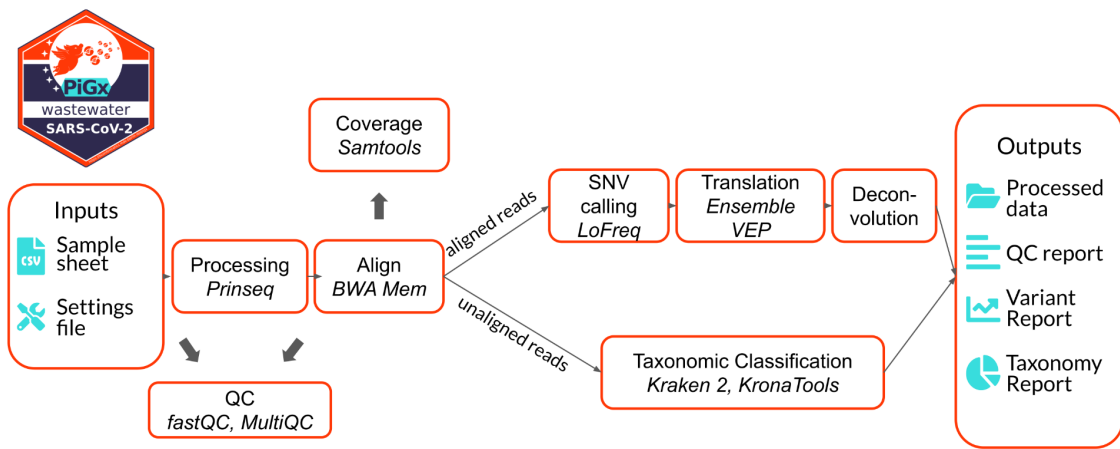 PiGx
wastewater
SARS-CoV-2
Inputs
CSV
Sample
sheet
Settings
file
Processing
Prinseq
QC
fastQC, MultiQC
Coverage
Samtools
Align
BWA Mem
aligned reads
unaligned reads
SNV
calling
LoFreq
Translation
Ensemble
VEP
Decon-
volution
Taxonomic Classification
Kraken 2, KronaTools
Outputs
Processed
data
QC report
Variant
Report
Taxonomy
Report